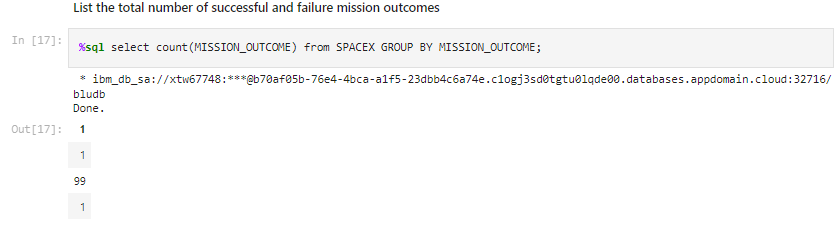 List the total number of successful and failure mission outcomes
In [17]: %sql select count(MISSION_OUTCOME) from SPACEX GROUP BY MISSION_OUTCOME;
* ibm_db_sa://xtw67748:***@b70af05b-76e4-4bca-a1f5-23dbb4c6a74e.c1ogj3sd0tgtu0lqde00.databases.appdomain.cloud:32716/
bludb
Done.
Out[17]: 1
1
99
1